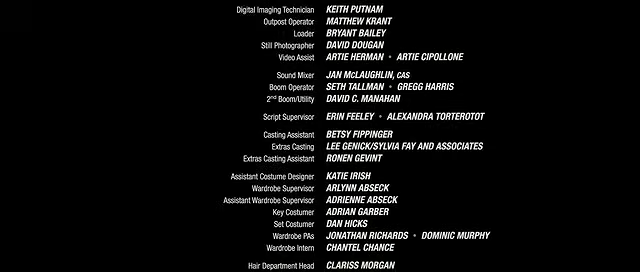 Digital Imaging Technician KEITH PUTNAM
Outpost Operator MATTHEW KRANT
Loader BRYANT BAILEY
Still Photographer DAVID DOUGAN
Video Assist ARTIE HERMAN • ARTIE CIPOLLONE
Sound Mixer JAN McLAUGHLIN, CAS
Boom Operator SETH TALLMAN • GREGG HARRIS
2nd Boom/Utility DAVID C. MANAHAN
Script Supervisor ERIN FEELEY • ALEXANDRA TORTEROTOT
Casting Assistant BETSY FIPPINGER
Extras Casting LEE GENICK/SYLVIA FAY AND ASSOCIATES
Extras Casting Assistant RONEN GEVINT
Assistant Costume Designer KATIE IRISH
Wardrobe Supervisor ARLYNN ABSECK
Assistant Wardrobe Supervisor ADRIENNE ABSECK
Key Costumer ADRIAN GARBER
Set Costumer DAN HICKS
Wardrobe PAs JONATHAN RICHARDS • DOMINIC MURPHY
Wardrobe Intern CHANTEL CHANCE
Hair Department Head CLARISS MORGAN